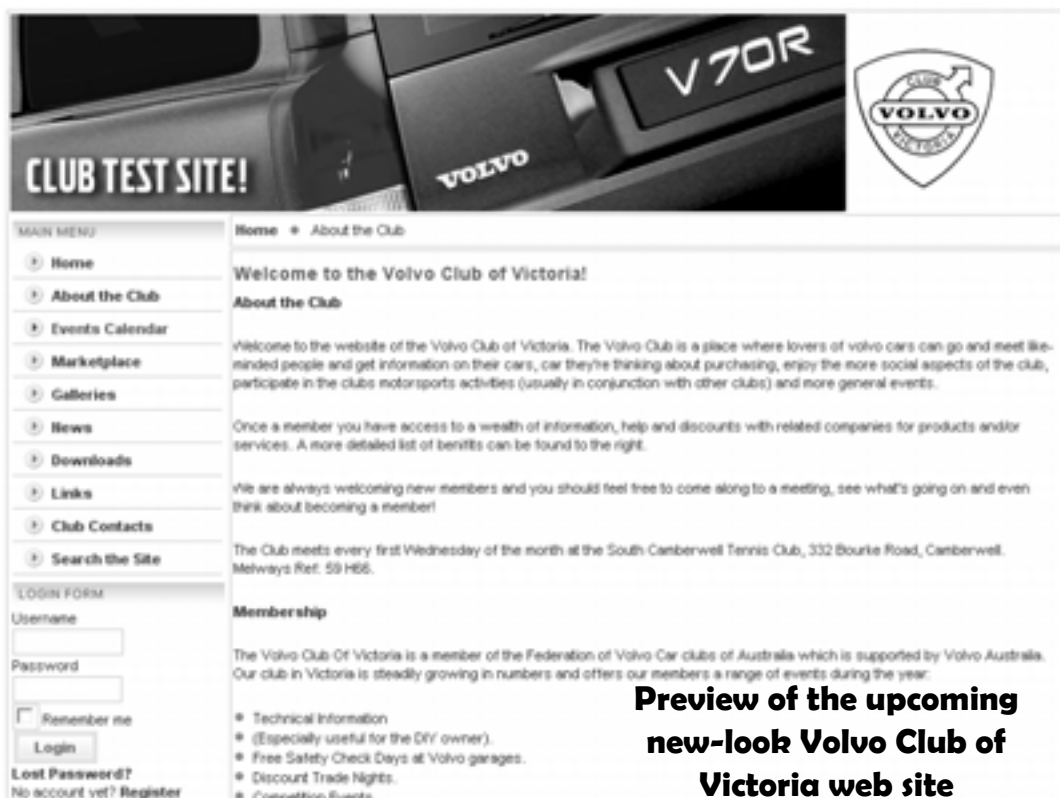 V70R
VOLVO
CLUB TEST SITE!
CLUB
VOLVO
VICTORIA
MAIN MENU
Home
About the Club
Events Calendar
Marketplace
Galleries
News
Downloads
Links
Club Contacts
Search the Site
LOGIN FORM
Username
Password
Remember me
Login
Lost Password?
No account yet? Register
Home About the Club
Welcome to the Volvo Club of Victoria!
About the Club
Welcome to the website of the Volvo Club of Victoria. The Volvo Club is a place where lovers of volvo cars can go and meet like-
minded people and get information on their cars, car they're thinking about purchasing, enjoy the more social aspects of the club,
participate in the clubs motorsports activities (usually in conjunction with other clubs) and more general events.
Once a member you have access to a wealth of information, help and discounts with related companies for products and/or
services. A more detailed list of benifits can be found to the right.
We are always welcoming new members and you should feel free to come along to a meeting, see what's going on and even
think about becoming a member!
The Club meets every first Wednesday of the month at the South Camberwell Tennis Club, 332 Bourke Road, Camberwell.
Melways Ref: 59 H66.
Membership
The Volvo Club Of Victoria is a member of the Federation of Volvo Car clubs of Australia which is supported by Volvo Australia.
Our club in Victoria is steadily growing in numbers and offers our members a range of events during the year:
Technical Information
(Especially useful for the DIY owner).
Free Safety Check Days at Volvo garages.
Discount Trade Nights.
Competition Events
Preview of the upcoming
new-look Volvo Club of
Victoria web site